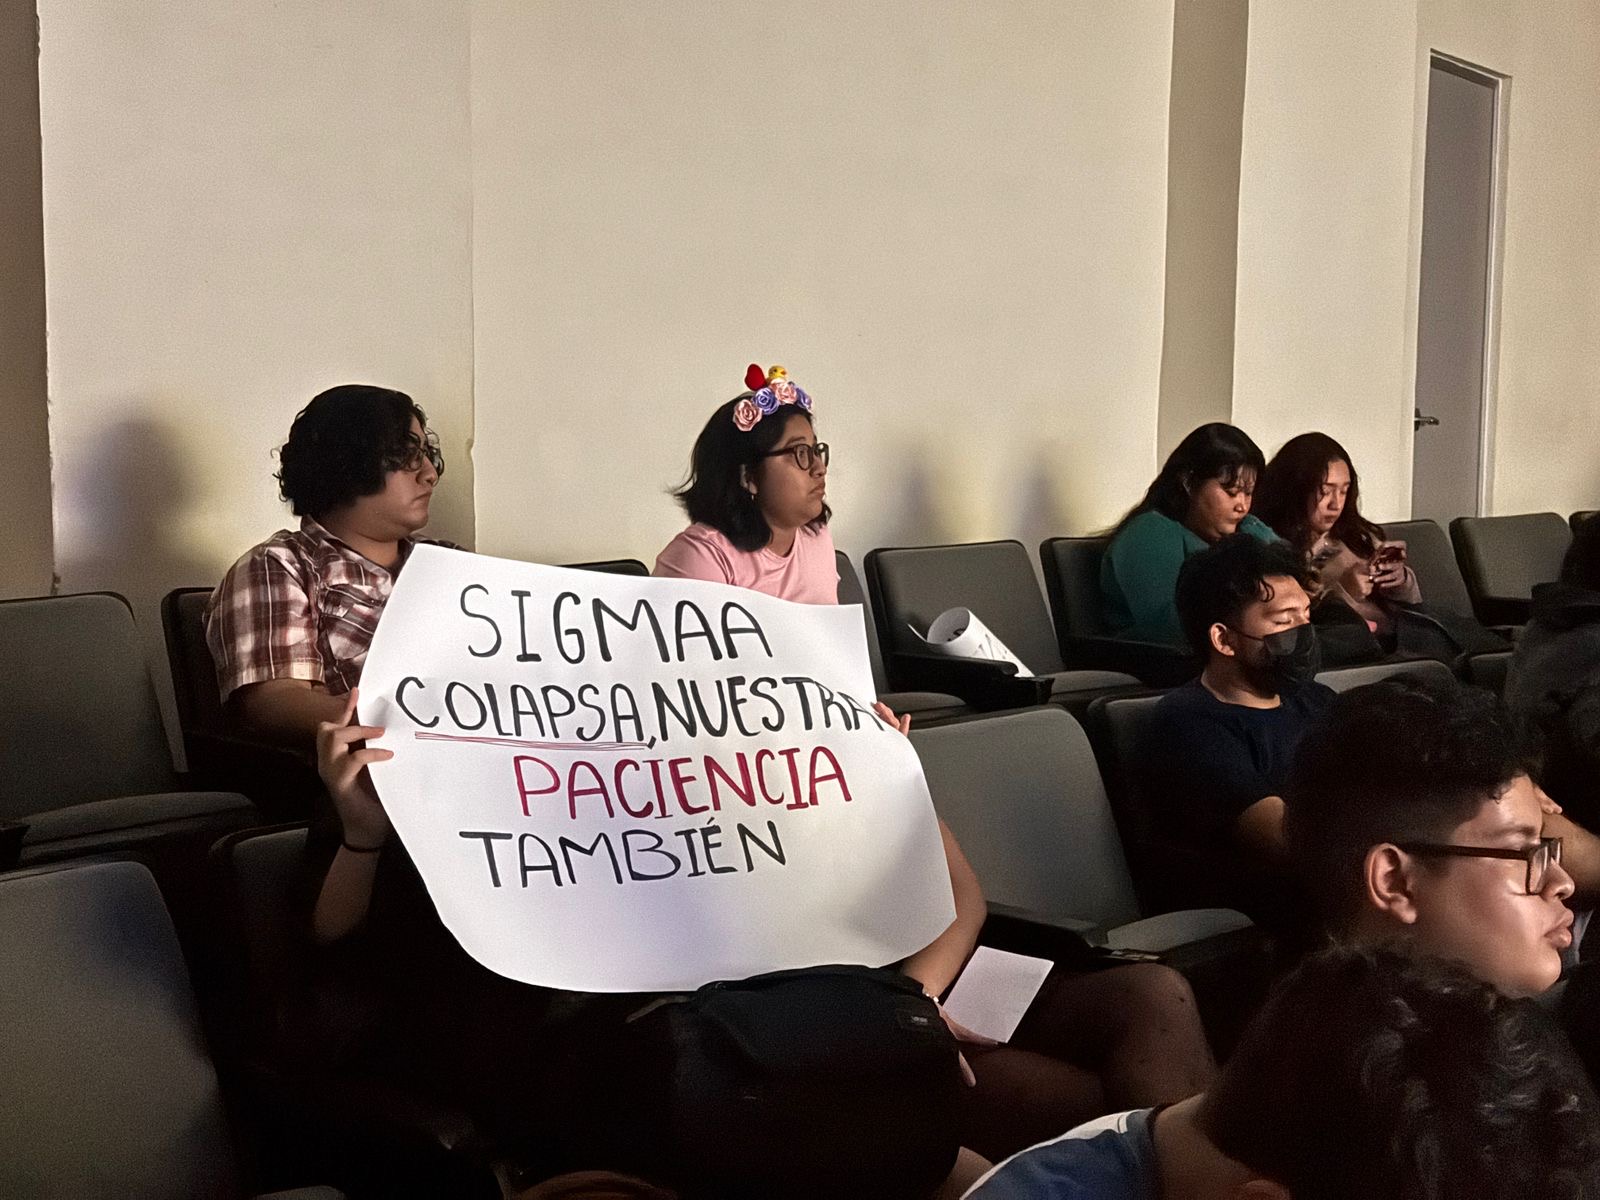 SIGMAA
COLAPSA, NUESTRA
PACIENCIA
TAMBIÉN